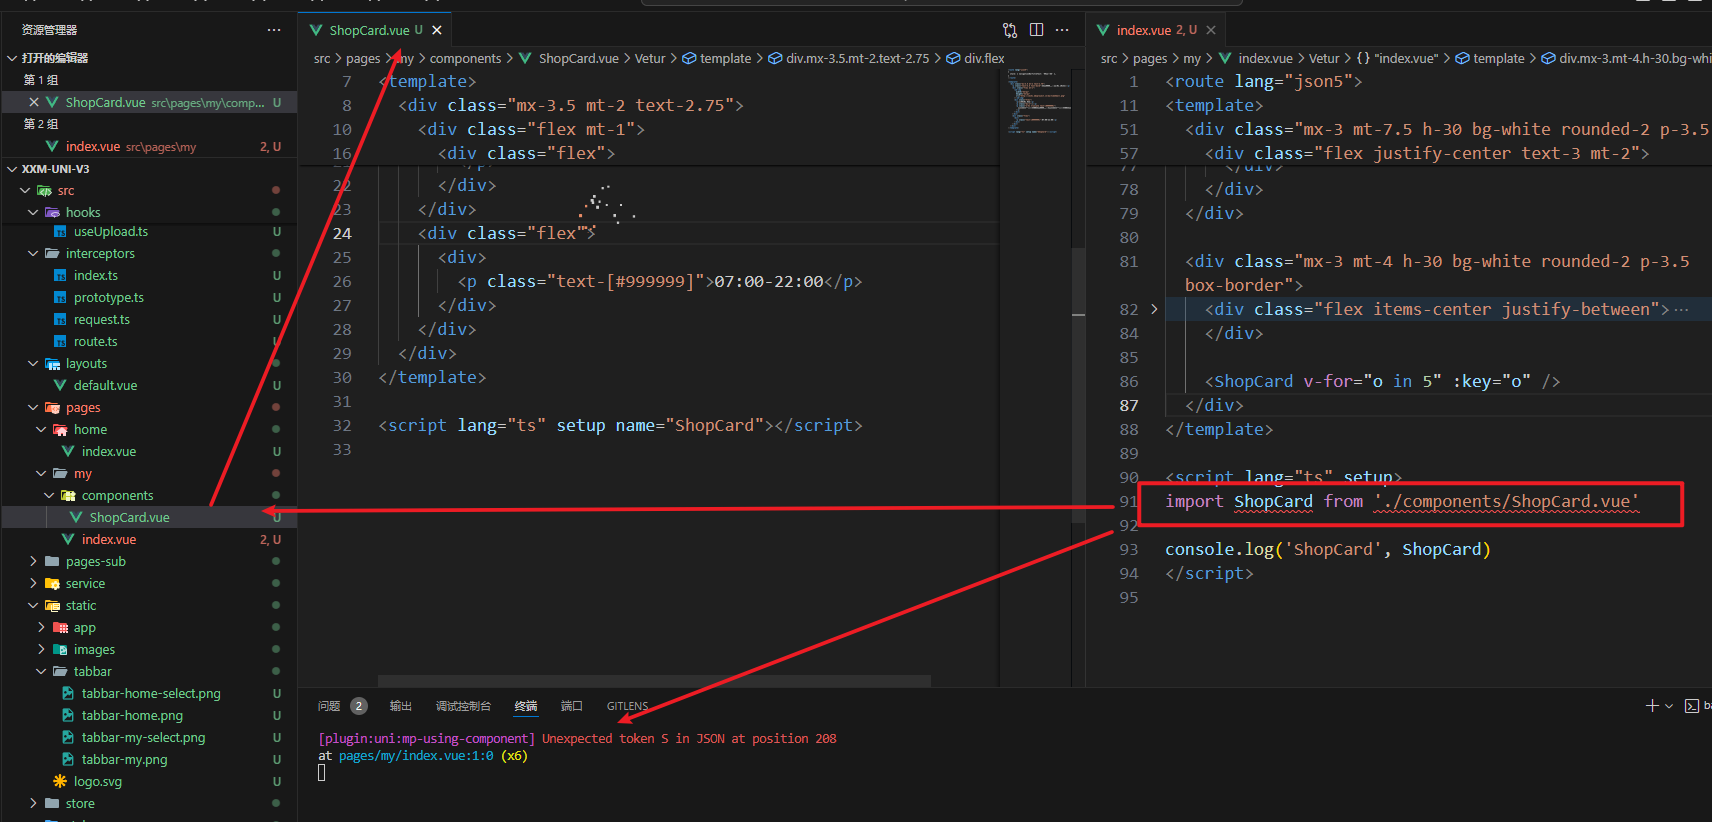 资源管理器
打开的编辑器
第 1 组
ShopCard.vue src\pages\my\comp... U
第 2 组
index.vue src\pages\my 2, U
XXM-UNI-V3
src
hooks
useUpload.ts U
interceptors
index.ts U
prototype.ts U
request.ts U
route.ts U
layouts
default.vue U
pages
home
index.vue U
my
components
ShopCard.vue U
index.vue 2, U
pages-sub
service
static
app
images
tabbar
tabbar-home-select.png U
tabbar-home.png U
tabbar-my-select.png U
tabbar-my.png U
logo.svg U
store
ShopCard.vue U
src > pages > my > components > ShopCard.vue > Vetur > template > div.mx-3.5.mt-2.text-2.75 > div.flex
7 <template>
8 <div class="mx-3.5 mt-2 text-2.75">
10 <div class="flex mt-1">
16 <div class="flex">
22 </div>
23 </div>
24 <div class="flex">
25 <div>
26 <p class="text-[#999999]">07:00-22:00</p>
27 </div>
28 </div>
29 </div>
30 </template>
31
32 <script lang="ts" setup name="ShopCard"></script>
33
index.vue 2, U
src > pages > my > index.vue > Vetur > {} "index.vue" > template > div.mx-3.mt-4.h-30.bg-whi
1 <route lang="json5">
11 <template>
51 <div class="mx-3 mt-7.5 h-30 bg-white rounded-2 p-3.5
57 <div class="flex justify-center text-3 mt-2">
77 </div>
78 </div>
79 </div>
80
81 <div class="mx-3 mt-4 h-30 bg-white rounded-2 p-3.5
box-border">
82 <div class="flex items-center justify-between">...
84 </div>
85
86 <ShopCard v-for="o in 5" :key="o" />
87 </div>
88 </template>
89
90 <script lang="ts" setup>
91 import ShopCard from './components/ShopCard.vue'
92
93 console.log('ShopCard', ShopCard)
94 </script>
95
问题 2 输出 调试控制台 终端 端口 GITLENS
[plugin:uni:mp-using-component] Unexpected token S in JSON at position 208
at pages/my/index.vue:1:0 (x6)